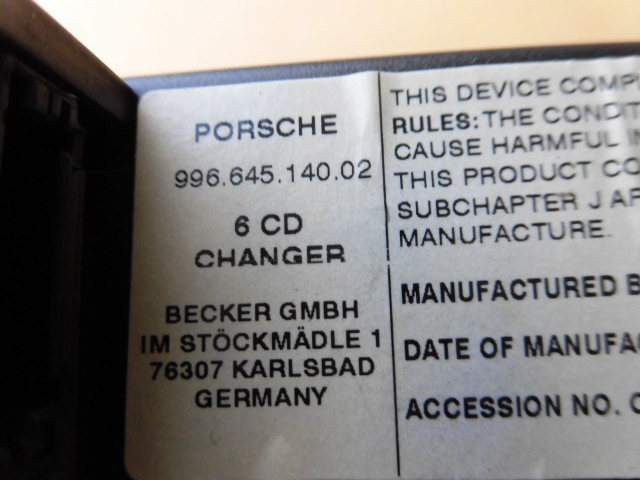 PORSCHE
996.645.140.02
6 CD
CHANGER
BECKER GMBH
IM STÖCKMÄDLE 1
76307 KARLSBAD
GERMANY
THIS DEVICE COMP
RULES: THE CONDIT
CAUSE HARMFUL
THIS PRODUCT CO
SUBCHAPTER J
MANUFACTURE.
MANUFACTURED B
DATE OF MANUFA
ACCESSION NO.